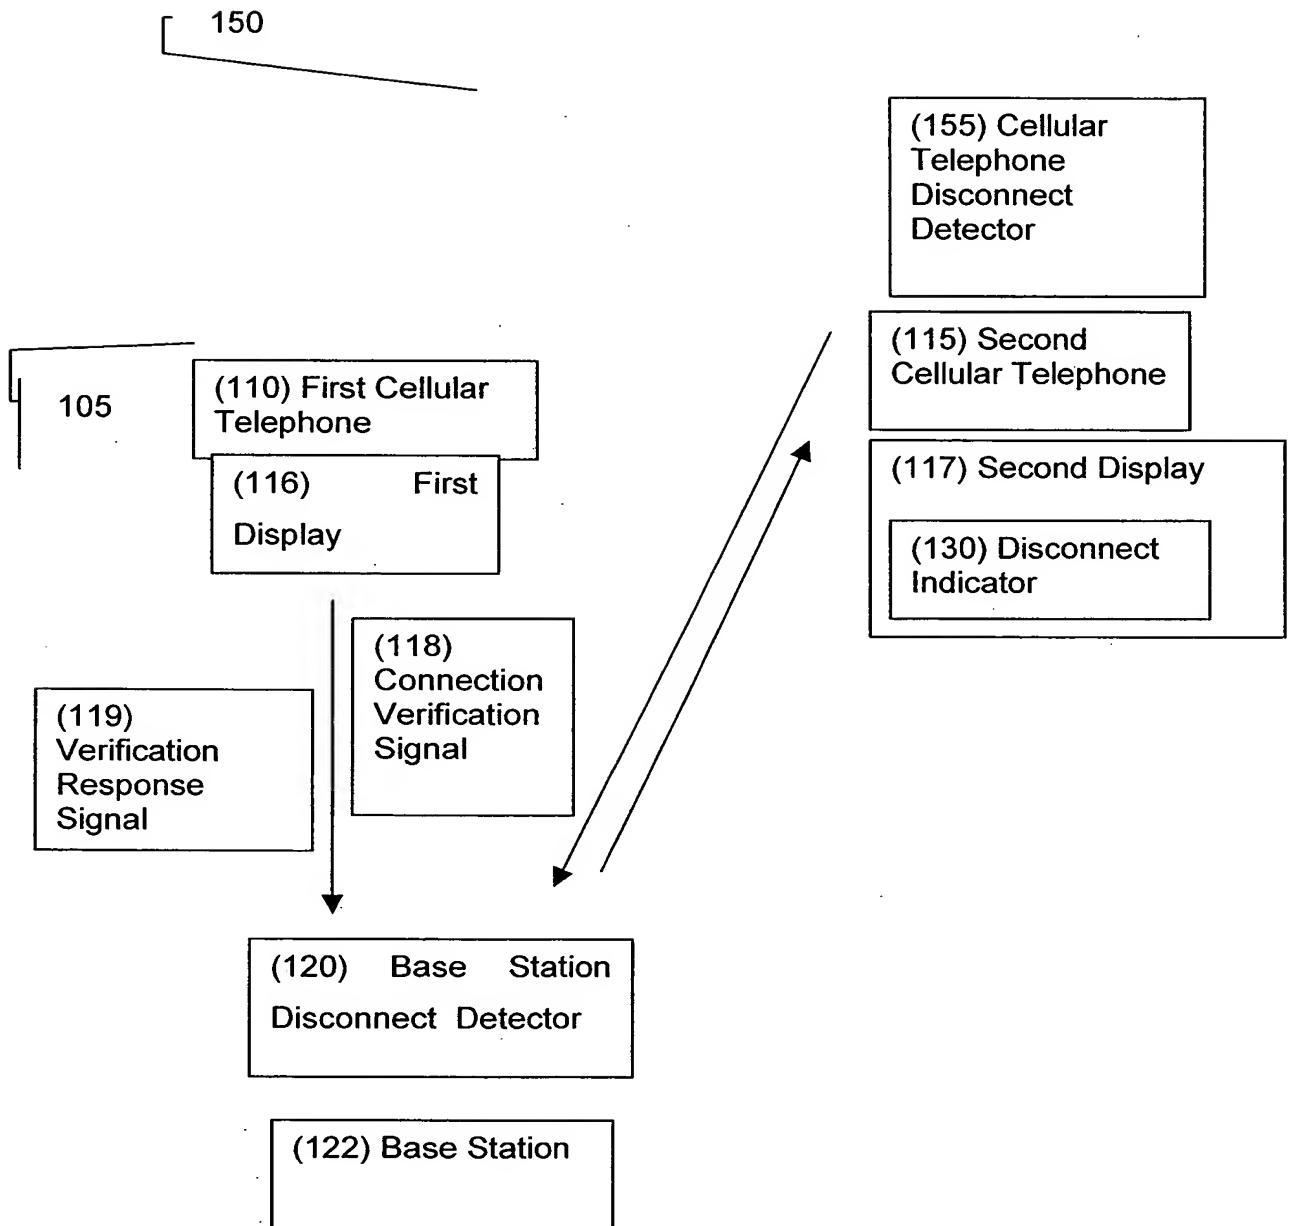 150
(155) Cellular
Telephone
Disconnect
Detector
(115) Second
Cellular Telephone
105
(110) First Cellular
Telephone
(116) First
Display
(117) Second Display
(130) Disconnect
Indicator
(118)
Connection
Verification
Signal
(119)
Verification
Response
Signal
(120) Base Station
Disconnect Detector
(122) Base Station